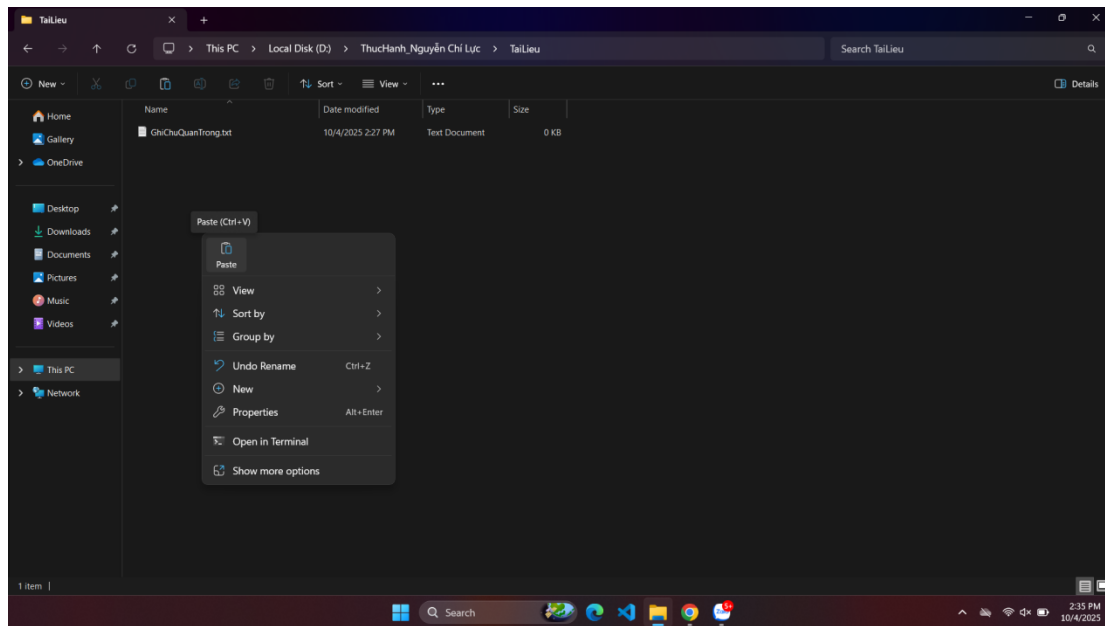 TaiLieu
This PC > Local Disk (D:) > ThucHanh_Nguyễn Chí Lực > TaiLieu
Search TaiLieu
New
Sort
View
Details
Name
Date modified
Type
Size
GhiChuQuanTrong.txt
10/4/2025 2:27 PM
Text Document
0 KB
Home
Gallery
OneDrive
Desktop
Downloads
Documents
Pictures
Music
Videos
This PC
Network
Paste (Ctrl+V)
Paste
View
Sort by
Group by
Undo Rename Ctrl+Z
New
Properties Alt+Enter
Open in Terminal
Show more options
1 item
Search
5+
2:35 PM
10/4/2025